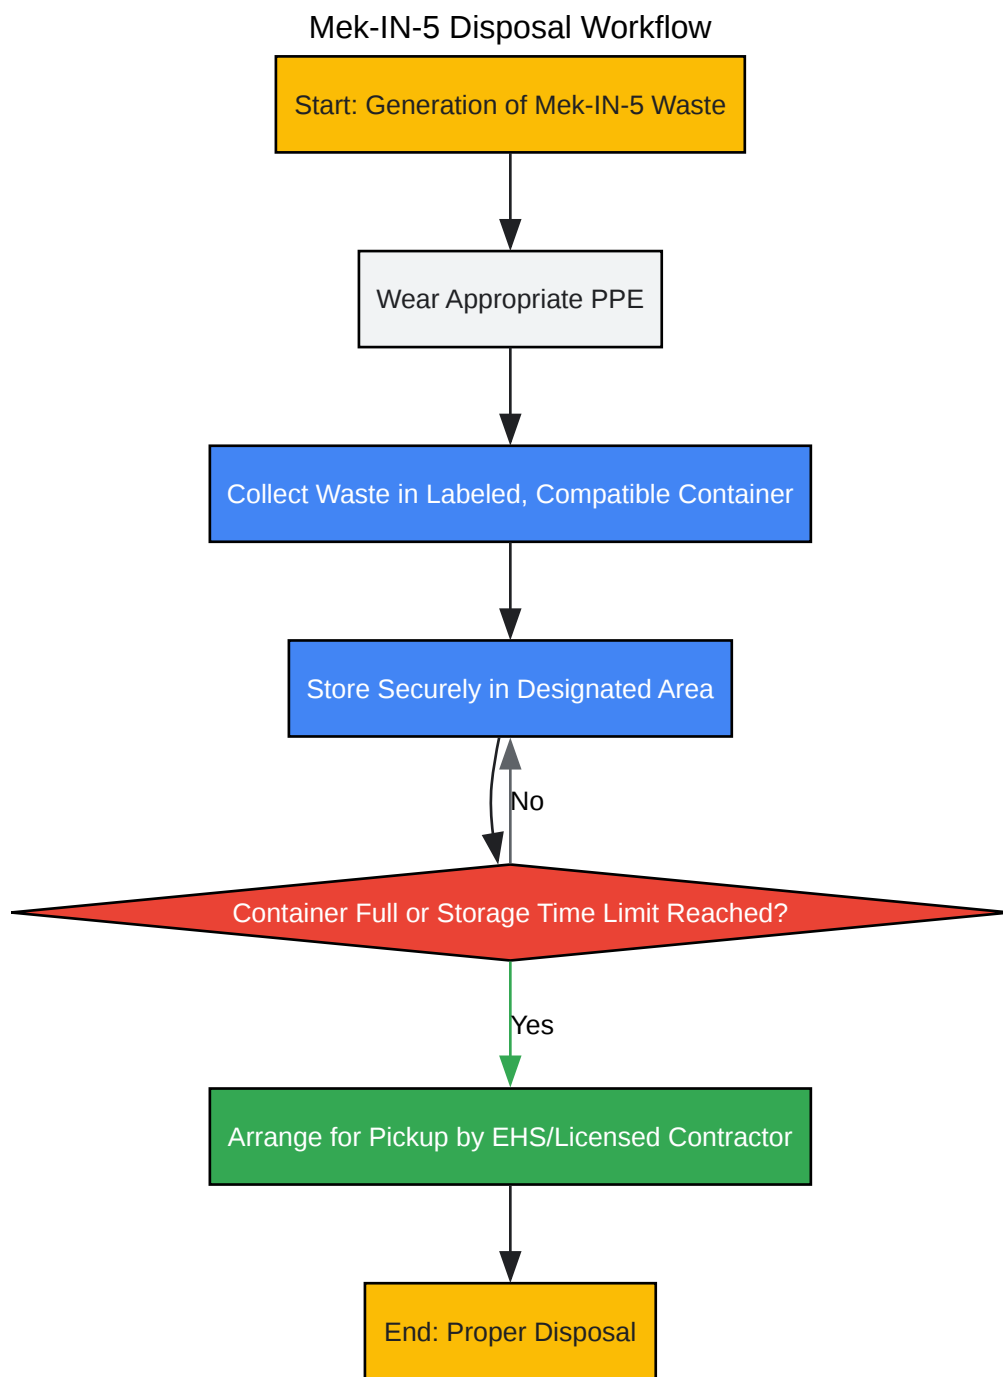 Mek-IN-5 Disposal Workflow
Start: Generation of Mek-IN-5 Waste
Wear Appropriate PPE
Collect Waste in Labeled, Compatible Container
Store Securely in Designated Area
No
Container Full or Storage Time Limit Reached?
Yes
Arrange for Pickup by EHS/Licensed Contractor
End: Proper Disposal